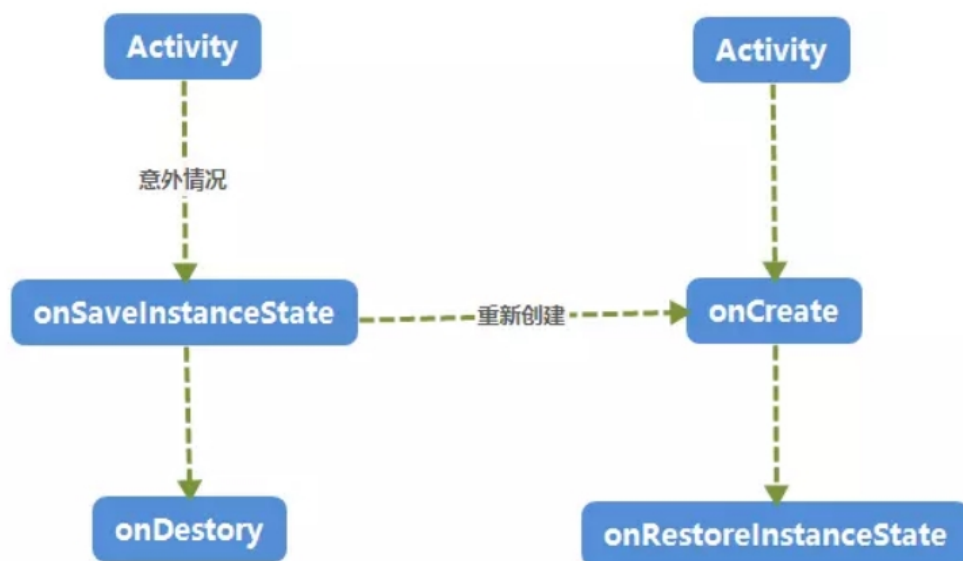 Activity
Activity
意外情况
onSaveInstanceState
重新创建
onCreate
onDestory
onRestoreInstanceState